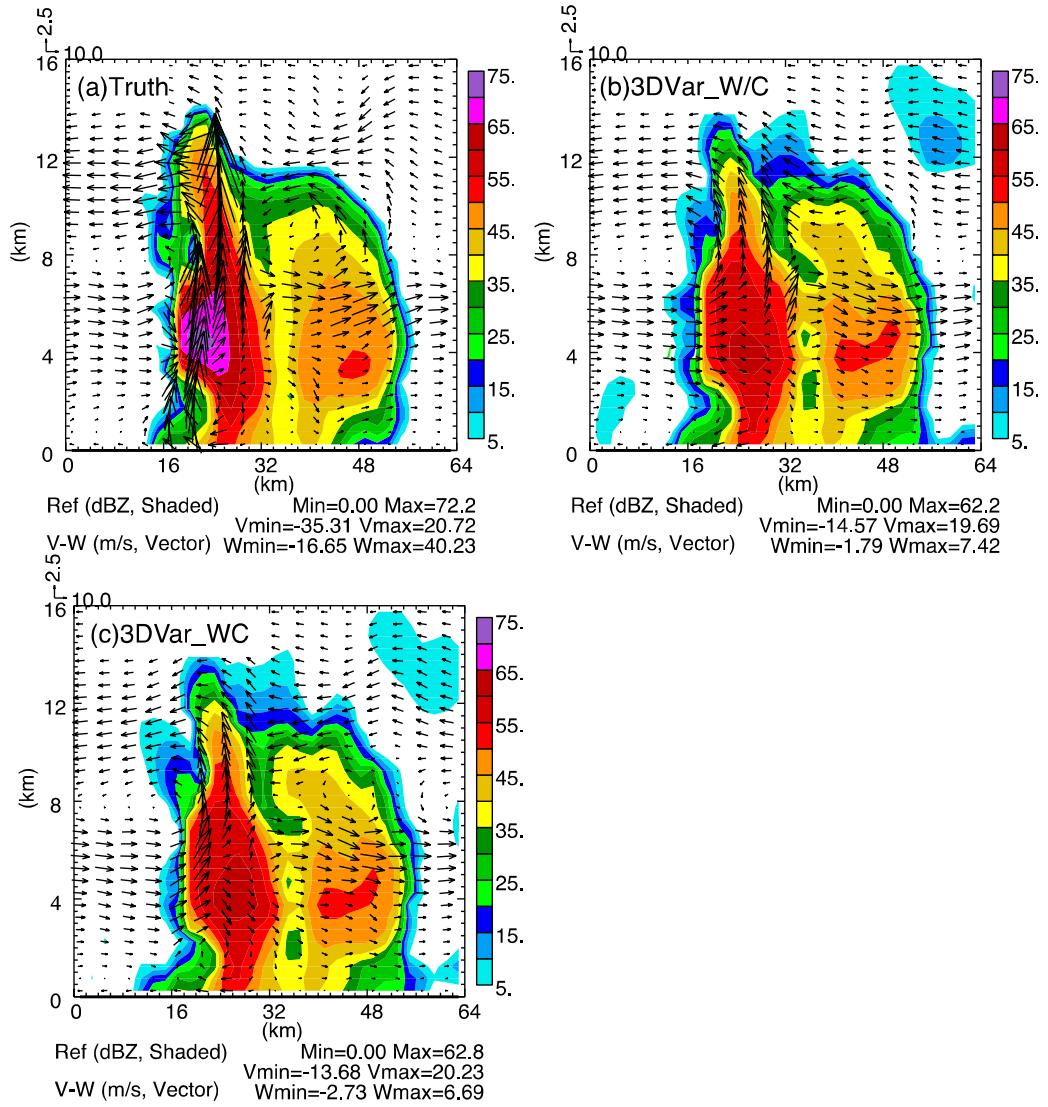 2.5
10.0
(a)Truth
16
12
8
4
0
(km)
0 16 32 48 64
(km)
75.
65.
55.
45.
35.
25.
15.
5.
Ref (dBZ, Shaded) Min=0.00 Max=72.2
Vmin=-35.31 Vmax=20.72
V-W (m/s, Vector) Wmin=-16.65 Wmax=40.23
2.5
10.0
(b)3DVar_W/C
16
12
8
4
0
(km)
0 16 32 48 64
(km)
75.
65.
55.
45.
35.
25.
15.
5.
Ref (dBZ, Shaded) Min=0.00 Max=62.2
Vmin=-14.57 Vmax=19.69
V-W (m/s, Vector) Wmin=-1.79 Wmax=7.42
2.5
10.0
(c)3DVar_WC
16
12
8
4
0
(km)
0 16 32 48 64
(km)
75.
65.
55.
45.
35.
25.
15.
5.
Ref (dBZ, Shaded) Min=0.00 Max=62.8
Vmin=-13.68 Vmax=20.23
V-W (m/s, Vector) Wmin=-2.73 Wmax=6.69